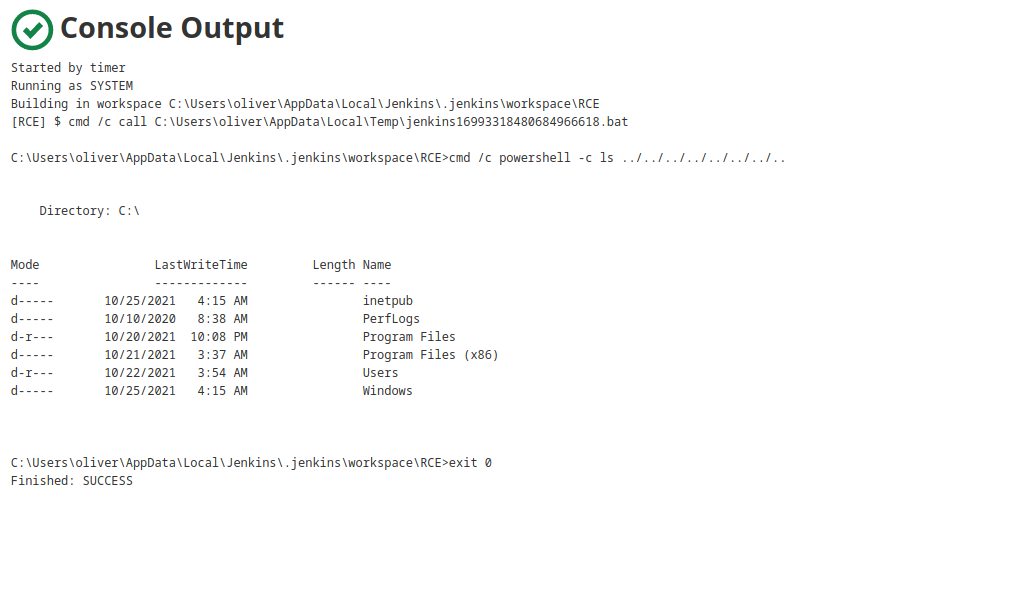 Console Output
Started by timer
Running as SYSTEM
Building in workspace C:\Users\oliver\AppData\Local\Jenkins\.jenkins\workspace\RCE
[RCE] $ cmd /c call C:\Users\oliver\AppData\Local\Temp\jenkins16993318480684966618.bat
C:\Users\oliver\AppData\Local\Jenkins\.jenkins\workspace\RCE>cmd /c powershell -c ls ../../../../../../../..
Directory: C:\
Mode                LastWriteTime         Length Name
----                -------------         ------ ----
d-----       10/25/2021   4:15 AM                inetpub
d-----       10/10/2020   8:38 AM                PerfLogs
d-r---       10/20/2021  10:08 PM                Program Files
d-----       10/21/2021   3:37 AM                Program Files (x86)
d-r---       10/22/2021   3:54 AM                Users
d-----       10/25/2021   4:15 AM                Windows
C:\Users\oliver\AppData\Local\Jenkins\.jenkins\workspace\RCE>exit 0
Finished: SUCCESS